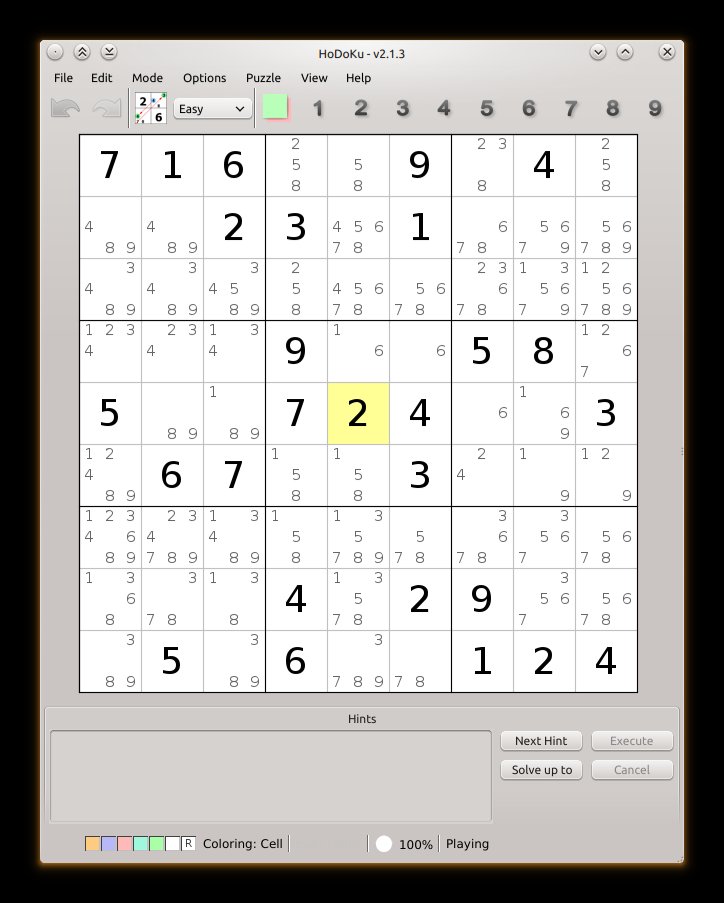 HoDoKu - v2.1.3
File Edit Mode Options Puzzle View Help
2 6 Easy 1 2 3 4 5 6 7 8 9
2 2 3 2
7 1 6 5 5 9 4 5
8 8 8 8
4 4 2 3 4 5 6 1 6 5 6 5 6
8 9 8 9 7 8 7 8 7 9 7 8 9
3 3 3 2 2 3 1 3 1 2
4 4 4 5 5 4 5 6 5 6 6 5 6 5 6
8 9 8 9 8 9 8 7 8 7 8 7 8 7 9 7 8 9
1 2 3 2 3 1 3 1 1 2
4 4 4 9 6 6 5 8 6
7
1 1
5 7 2 4 6 6 3
8 9 8 9 9
1 2 1 1 2 1 1 2
4 6 7 5 5 3 4
8 9 8 8 9 9
1 2 3 2 3 1 3 1 1 3 3 3
4 6 4 4 5 5 5 6 5 6 5 6
8 9 7 8 9 8 9 8 7 8 9 7 8 7 8 7 7 8
1 3 3 1 3 1 3 3
6 4 5 2 9 5 6 5 6
8 7 8 8 7 8 7 7 8
3 3 3
5 6 1 2 4
8 9 8 9 7 8 9 7 8
Hints
Next Hint Execute
Solve up to Cancel
R Coloring: Cell 100% Playing